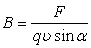 B = F / (qυ sin α)